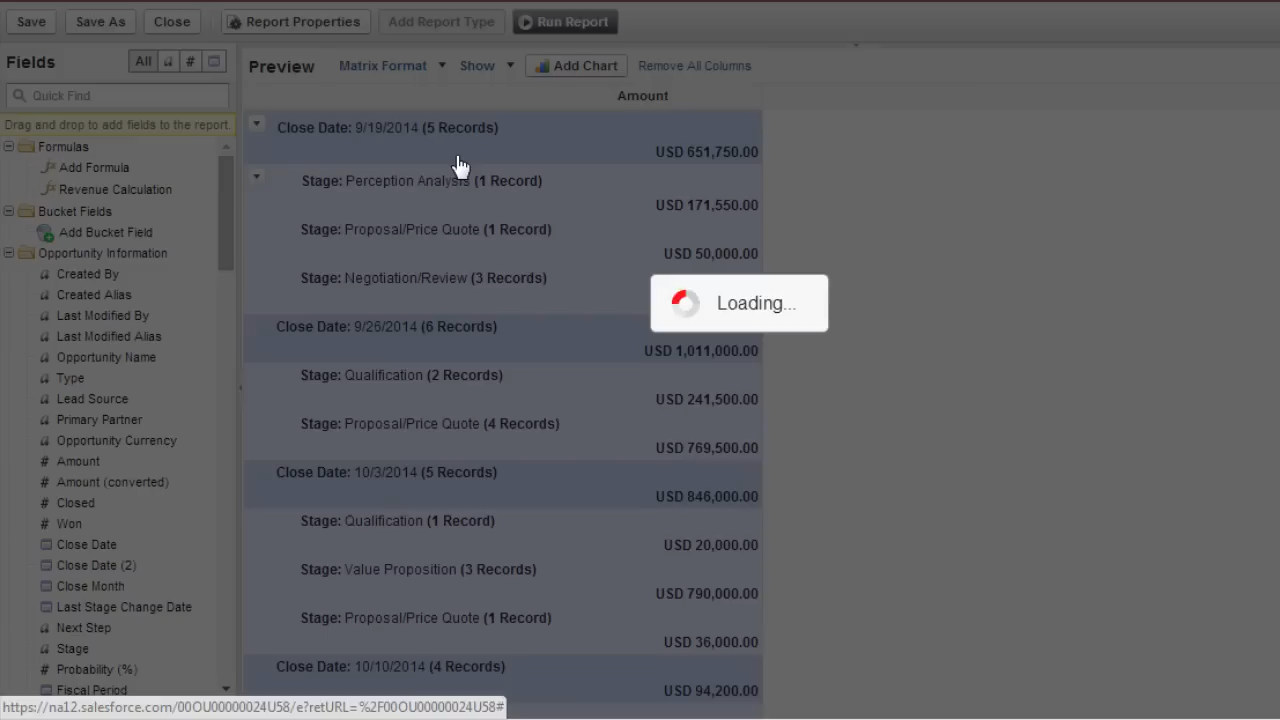 Save Save As Close Report Properties Add Report Type Run Report
Fields All # Preview Matrix Format Show Add Chart Remove All Columns
Quick Find
Amount
Drag and drop to add fields to the report.
Formulas
Add Formula
Revenue Calculation
Bucket Fields
Add Bucket Field
Opportunity Information
Created By
Created Alias
Last Modified By
Last Modified Alias
Opportunity Name
Type
Lead Source
Primary Partner
Opportunity Currency
# Amount
# Amount (converted)
# Closed
# Won
Close Date
Close Date (2)
Close Month
Last Stage Change Date
Next Step
Stage
# Probability (%)
Fiscal Period
Close Date: 9/19/2014 (5 Records)
USD 651,750.00
Stage: Perception Analysis (1 Record)
USD 171,550.00
Stage: Proposal/Price Quote (1 Record)
USD 50,000.00
Stage: Negotiation/Review (3 Records)
Loading...
Close Date: 9/26/2014 (6 Records)
USD 1,011,000.00
Stage: Qualification (2 Records)
USD 241,500.00
Stage: Proposal/Price Quote (4 Records)
USD 769,500.00
Close Date: 10/3/2014 (5 Records)
USD 846,000.00
Stage: Qualification (1 Record)
USD 20,000.00
Stage: Value Proposition (3 Records)
USD 790,000.00
Stage: Proposal/Price Quote (1 Record)
USD 36,000.00
Close Date: 10/10/2014 (4 Records)
USD 94,200.00
https://na12.salesforce.com/00OU00000024U58/e?retURL=%2F00OU00000024U58#